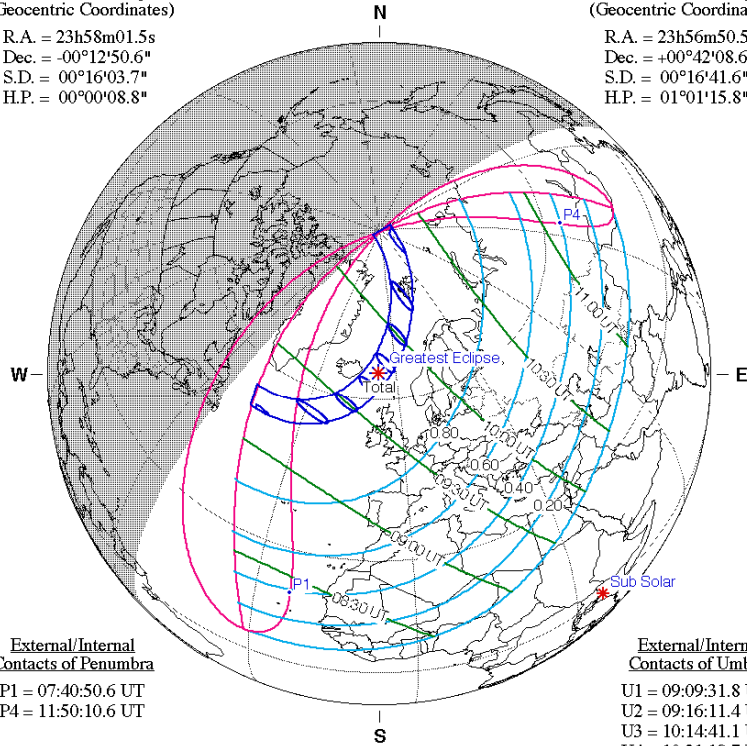 Geocentric Coordinates)
R.A. = 23h58m01.5s
Dec. = -00°12'50.6"
S.D. = 00°16'03.7"
H.P. = 00°00'08.8"
(Geocentric Coordina
R.A. = 23h56m50.5
Dec. = +00°42'08.6
S.D. = 00°16'41.6"
H.P. = 01°01'15.8"
N
P4
11:00 UT
W
E
Greatest Eclipse
Total
10:30 UT
10:00 UT
0.80
0.60
09:30 UT
0.40
0.20
09:00 UT
P1
08:30 UT
Sub Solar
External/Internal
Contacts of Penumbra
P1 = 07:40:50.6 UT
P4 = 11:50:10.6 UT
External/Intern
Contacts of Umb
U1 = 09:09:31.8 U
U2 = 09:16:11.4 U
U3 = 10:14:41.1 U
S